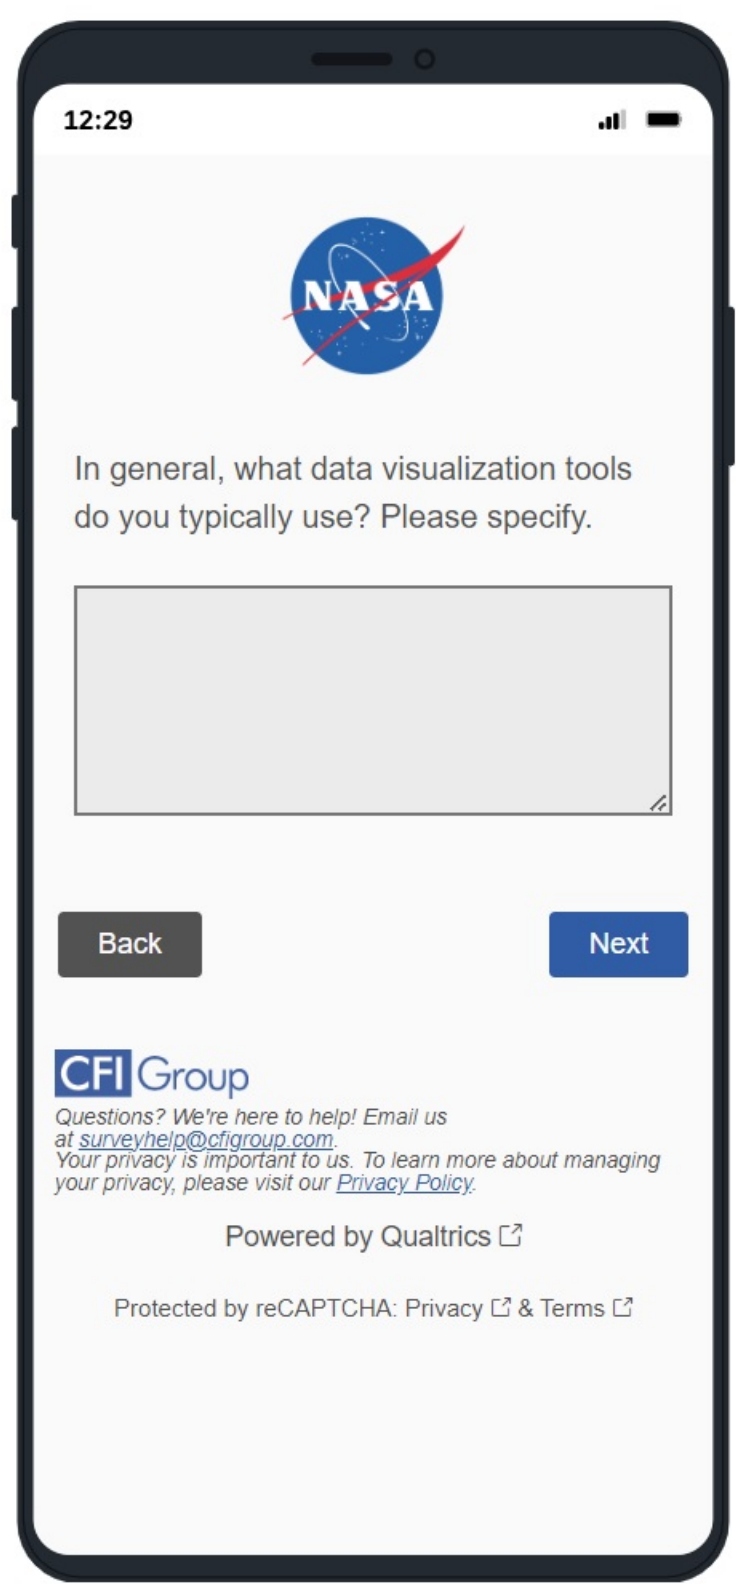 12:29
NASA
In general, what data visualization tools
do you typically use? Please specify.
Back
Next
CFI Group
Questions? We're here to help! Email us
at surveyhelp@cfigroup.com.
Your privacy is important to us. To learn more about managing
your privacy, please visit our Privacy Policy.
Powered by Qualtrics
Protected by reCAPTCHA: Privacy & Terms